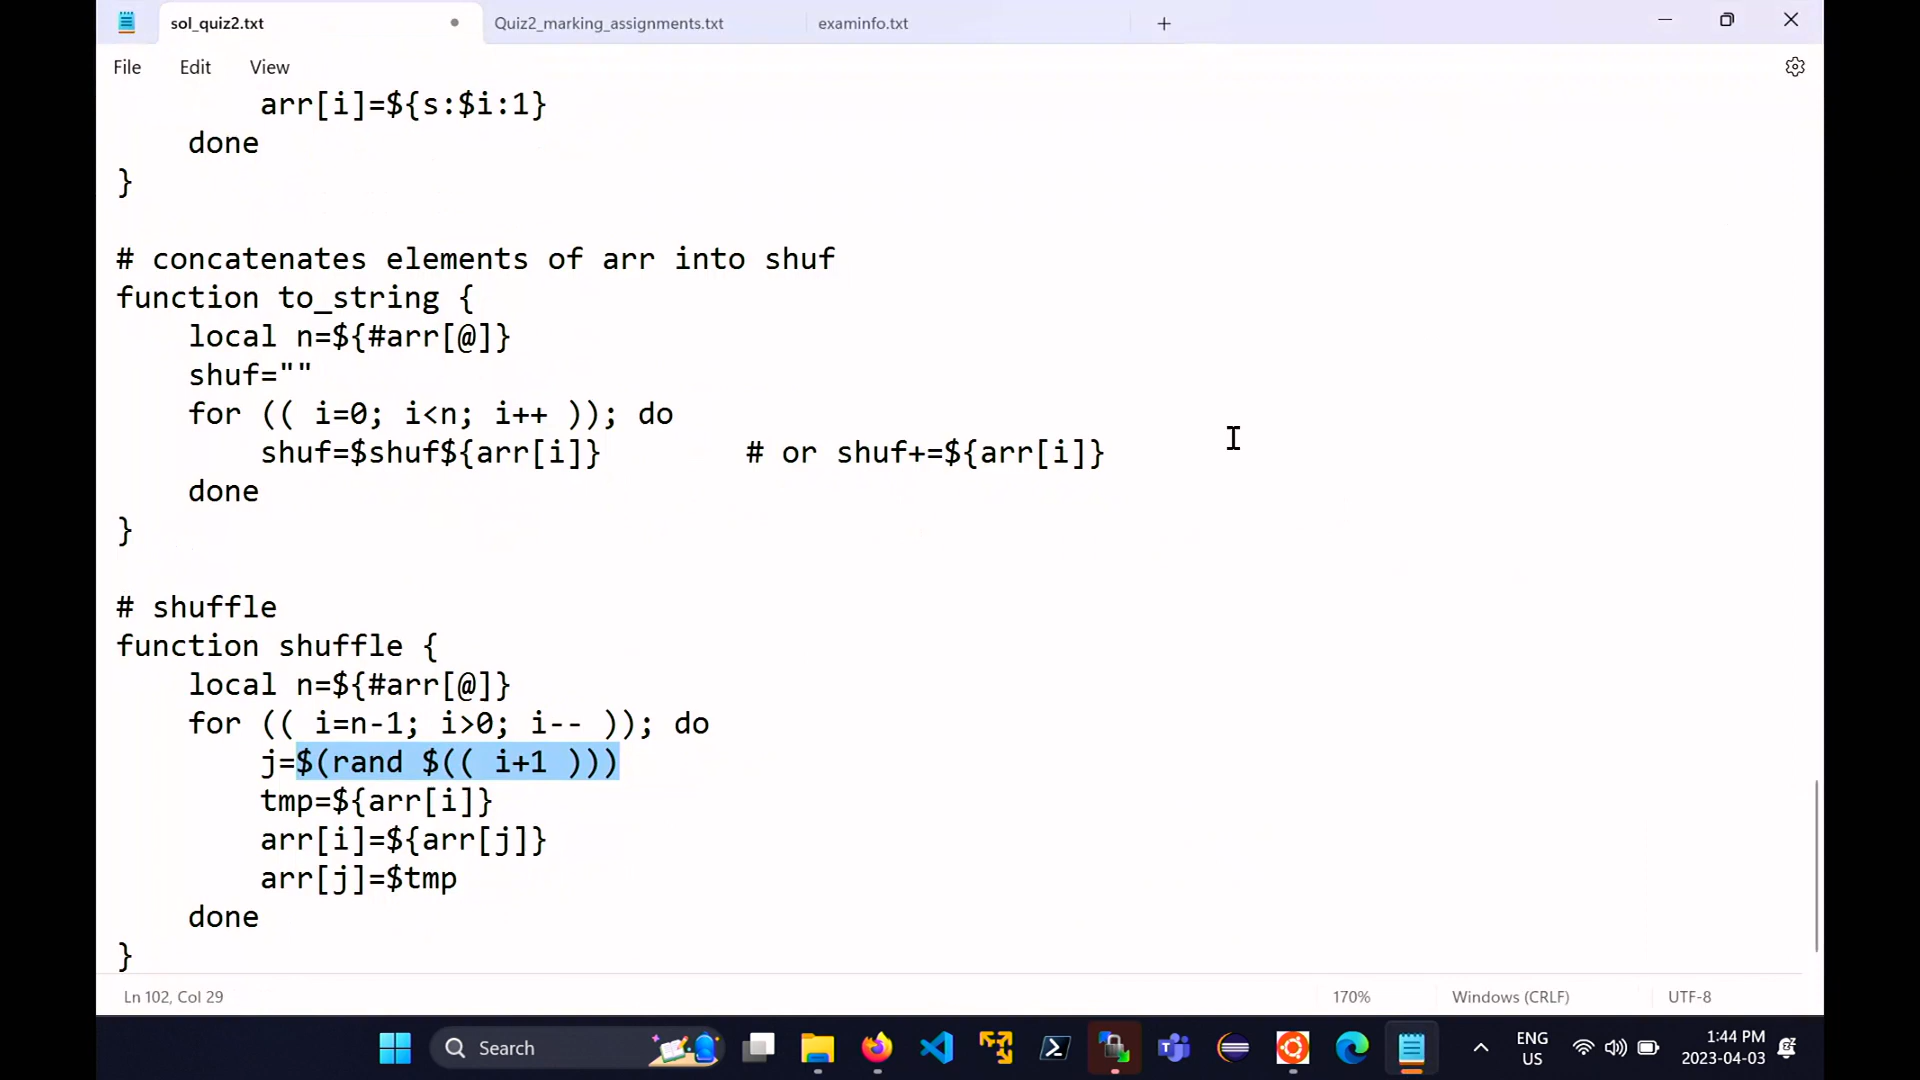 sol_quiz2.txt
Quiz2_marking_assignments.txt
examinfo.txt
File Edit View
arr[i]=${s:$i:1}
done
}
# concatenates elements of arr into shuf
function to_string {
local n=${#arr[@]}
shuf=""
for (( i=0; i<n; i++ )); do
shuf=$shuf${arr[i]} # or shuf+=${arr[i]}
done
}
# shuffle
function shuffle {
local n=${#arr[@]}
for (( i=n-1; i>0; i-- )); do
j=$(rand $(( i+1 )))
tmp=${arr[i]}
arr[i]=${arr[j]}
arr[j]=$tmp
done
}
Ln 102, Col 29
170%
Windows (CRLF)
UTF-8
Search
ENG
US
1:44 PM
2023-04-03